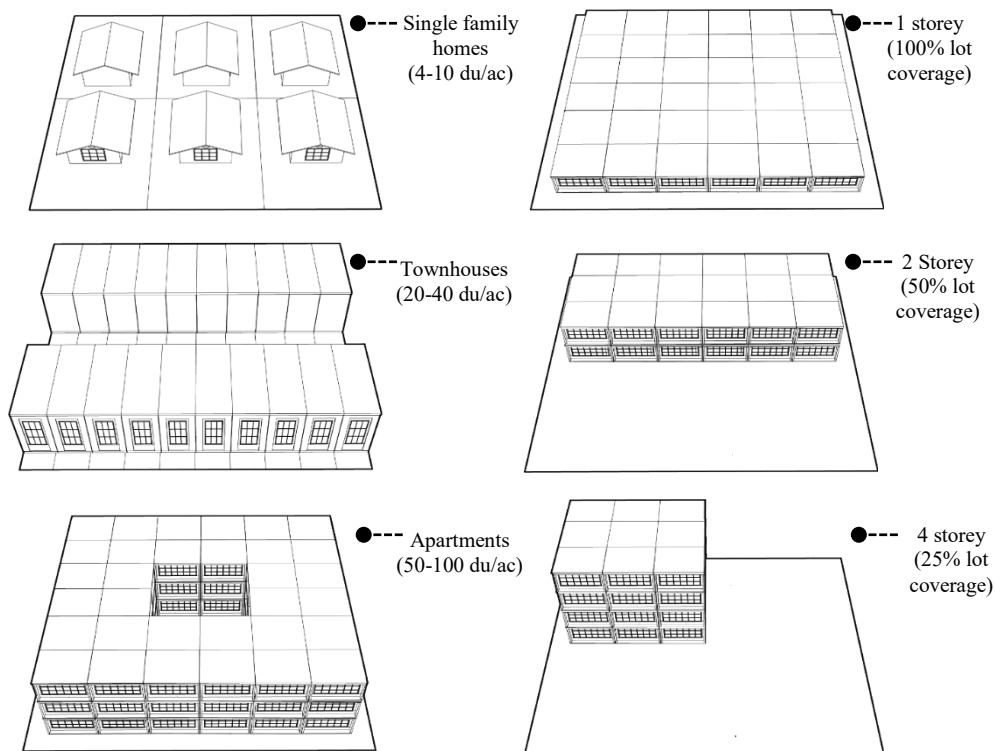 Single family
homes
(4-10 du/ac)
1 storey
(100% lot
coverage)
Townhouses
(20-40 du/ac)
2 Storey
(50% lot
coverage)
Apartments
(50-100 du/ac)
4 storey
(25% lot
coverage)